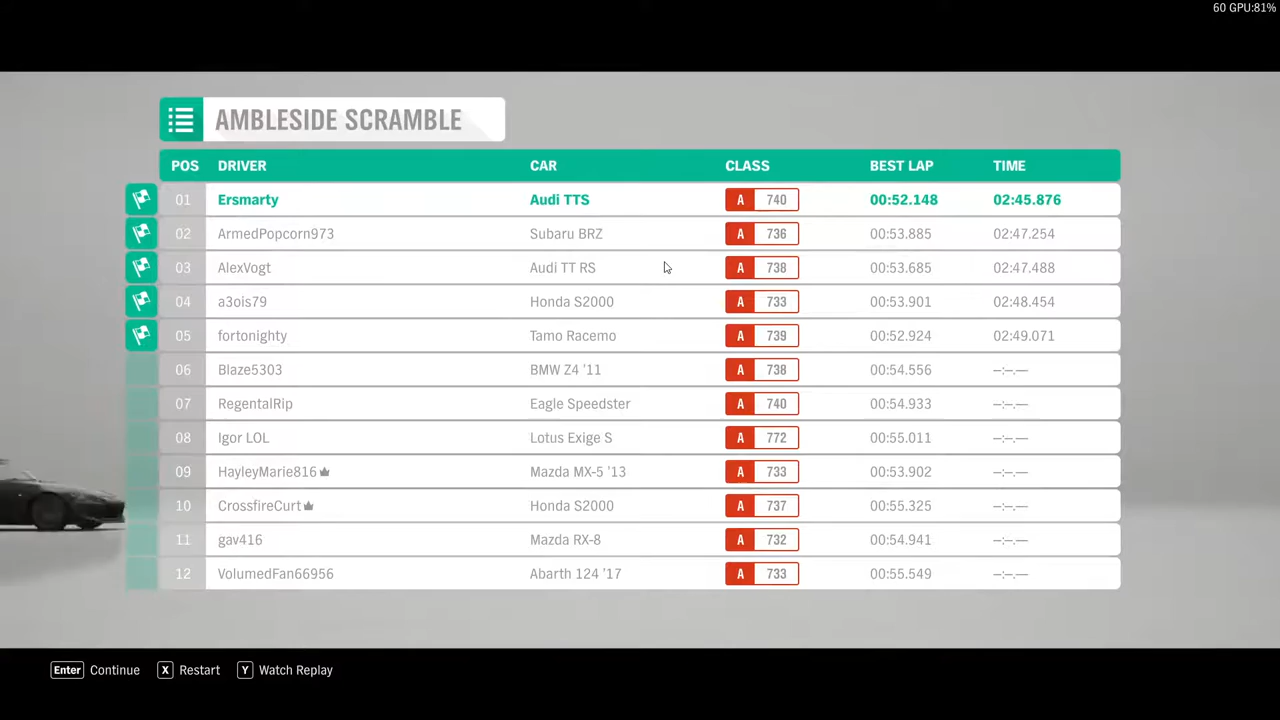 60 GPU:81%
AMBLESIDE SCRAMBLE
POS DRIVER CAR CLASS BEST LAP TIME
01 Ersmarty Audi TTS A 740 00:52.148 02:45.876
02 ArmedPopcorn973 Subaru BRZ A 736 00:53.885 02:47.254
03 AlexVogt Audi TT RS A 738 00:53.685 02:47.488
04 a3ois79 Honda S2000 A 733 00:53.901 02:48.454
05 fortonighty Tamo Racemo A 739 00:52.924 02:49.071
06 Blaze5303 BMW Z4 '11 A 738 00:54.556 –:–.––
07 RegentalRip Eagle Speedster A 740 00:54.933 –:–.––
08 Igor LOL Lotus Exige S A 772 00:55.011 –:–.––
09 HayleyMarie816 Mazda MX-5 '13 A 733 00:53.902 –:–.––
10 CrossfireCurt Honda S2000 A 737 00:55.325 –:–.––
11 gav416 Mazda RX-8 A 732 00:54.941 –:–.––
12 VolumedFan66956 Abarth 124 '17 A 733 00:55.549 –:–.––
Enter Continue X Restart Y Watch Replay